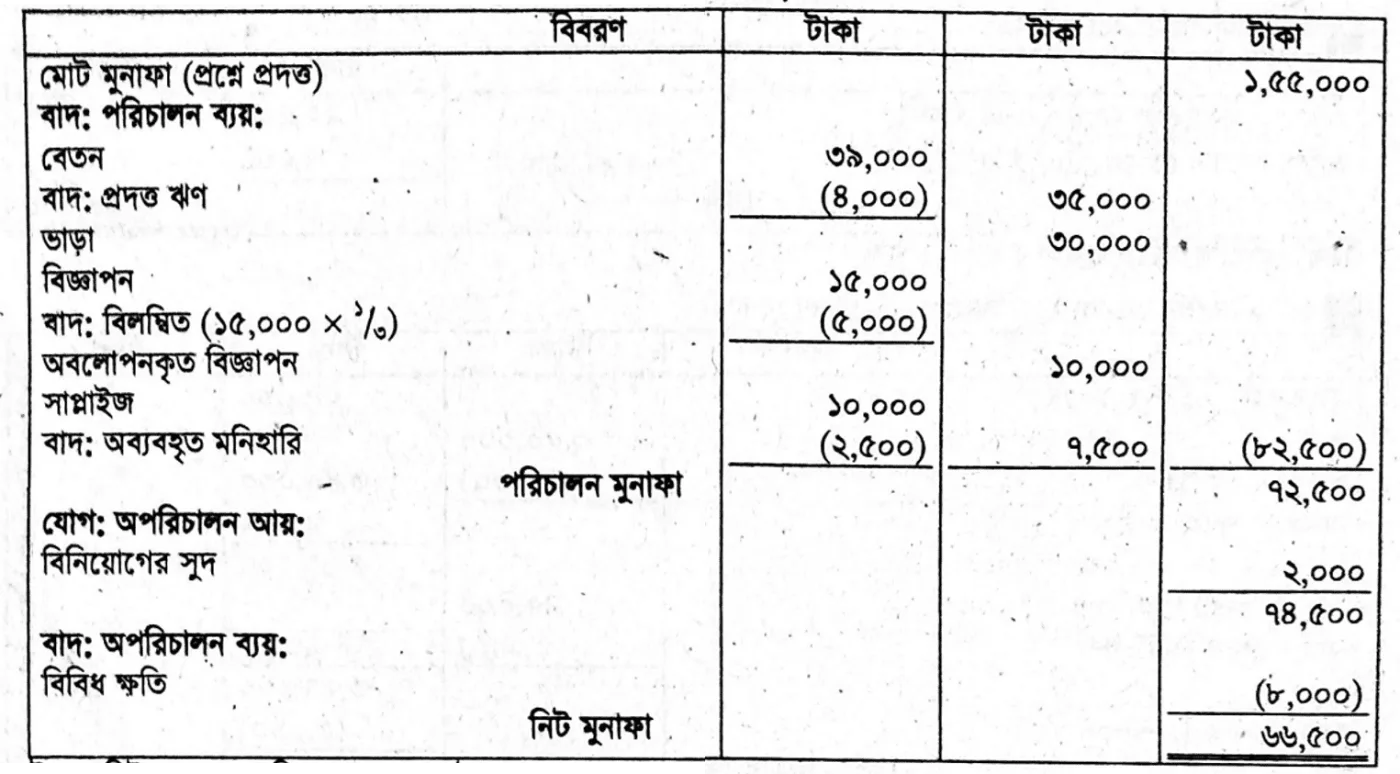 বিবরণ টাকা টাকা টাকা
মোট মুনাফা (প্রশ্নে প্রদত্ত) ১,৫৫,০০০
বাদ: পরিচালন ব্যয়:
বেতন ৩৯,০০০
বাদ: প্রদত্ত ঋণ (৪,০০০) ৩৫,০০০
ভাড়া ৩০,০০০
বিজ্ঞাপন ১৫,০০০
বাদ: বিলম্বিত (১৫,০০০ × ১/৩) (৫,০০০)
অবলোপনকৃত বিজ্ঞাপন ১০,০০০
সাপ্লাইজ ১০,০০০
বাদ: অব্যবহৃত মনিহারি (২,৫০০) ৭,৫০০ (৮২,৫০০)
পরিচালন মুনাফা ৭২,৫০০
যোগ: অপরিচালন আয়:
বিনিয়োগের সুদ ২,০০০
৭৪,৫০০
বাদ: অপরিচালন ব্যয়:
বিবিধ ক্ষতি (৮,০০০)
নিট মুনাফা ৬৬,৫০০